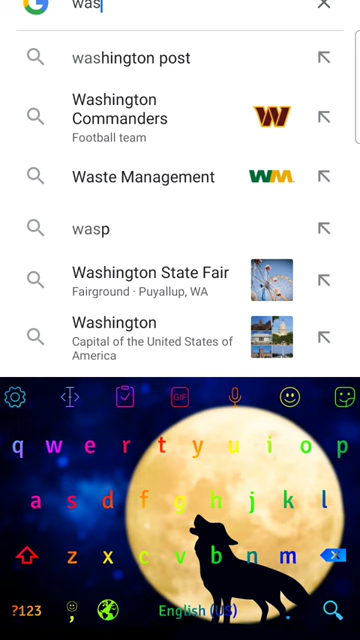 was
washington post
Washington
Commanders
Football team
Waste Management
wasp
Washington State Fair
Fairground · Puyallup, WA
Washington
Capital of the United States of
America
GIF
q w e r t y u i o p
a s d f g h j k l
z x c v b n m
?123 , English (US) .